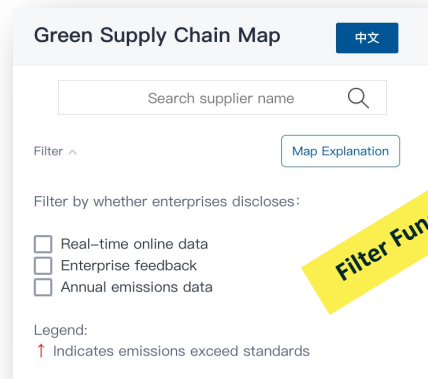 Green Supply Chain Map
中文
Search supplier name
Filter
Map Explanation
Filter by whether enterprises discloses:
Real-time online data
Enterprise feedback
Annual emissions data
Filter
Legend:
↑ Indicates emissions exceed standards